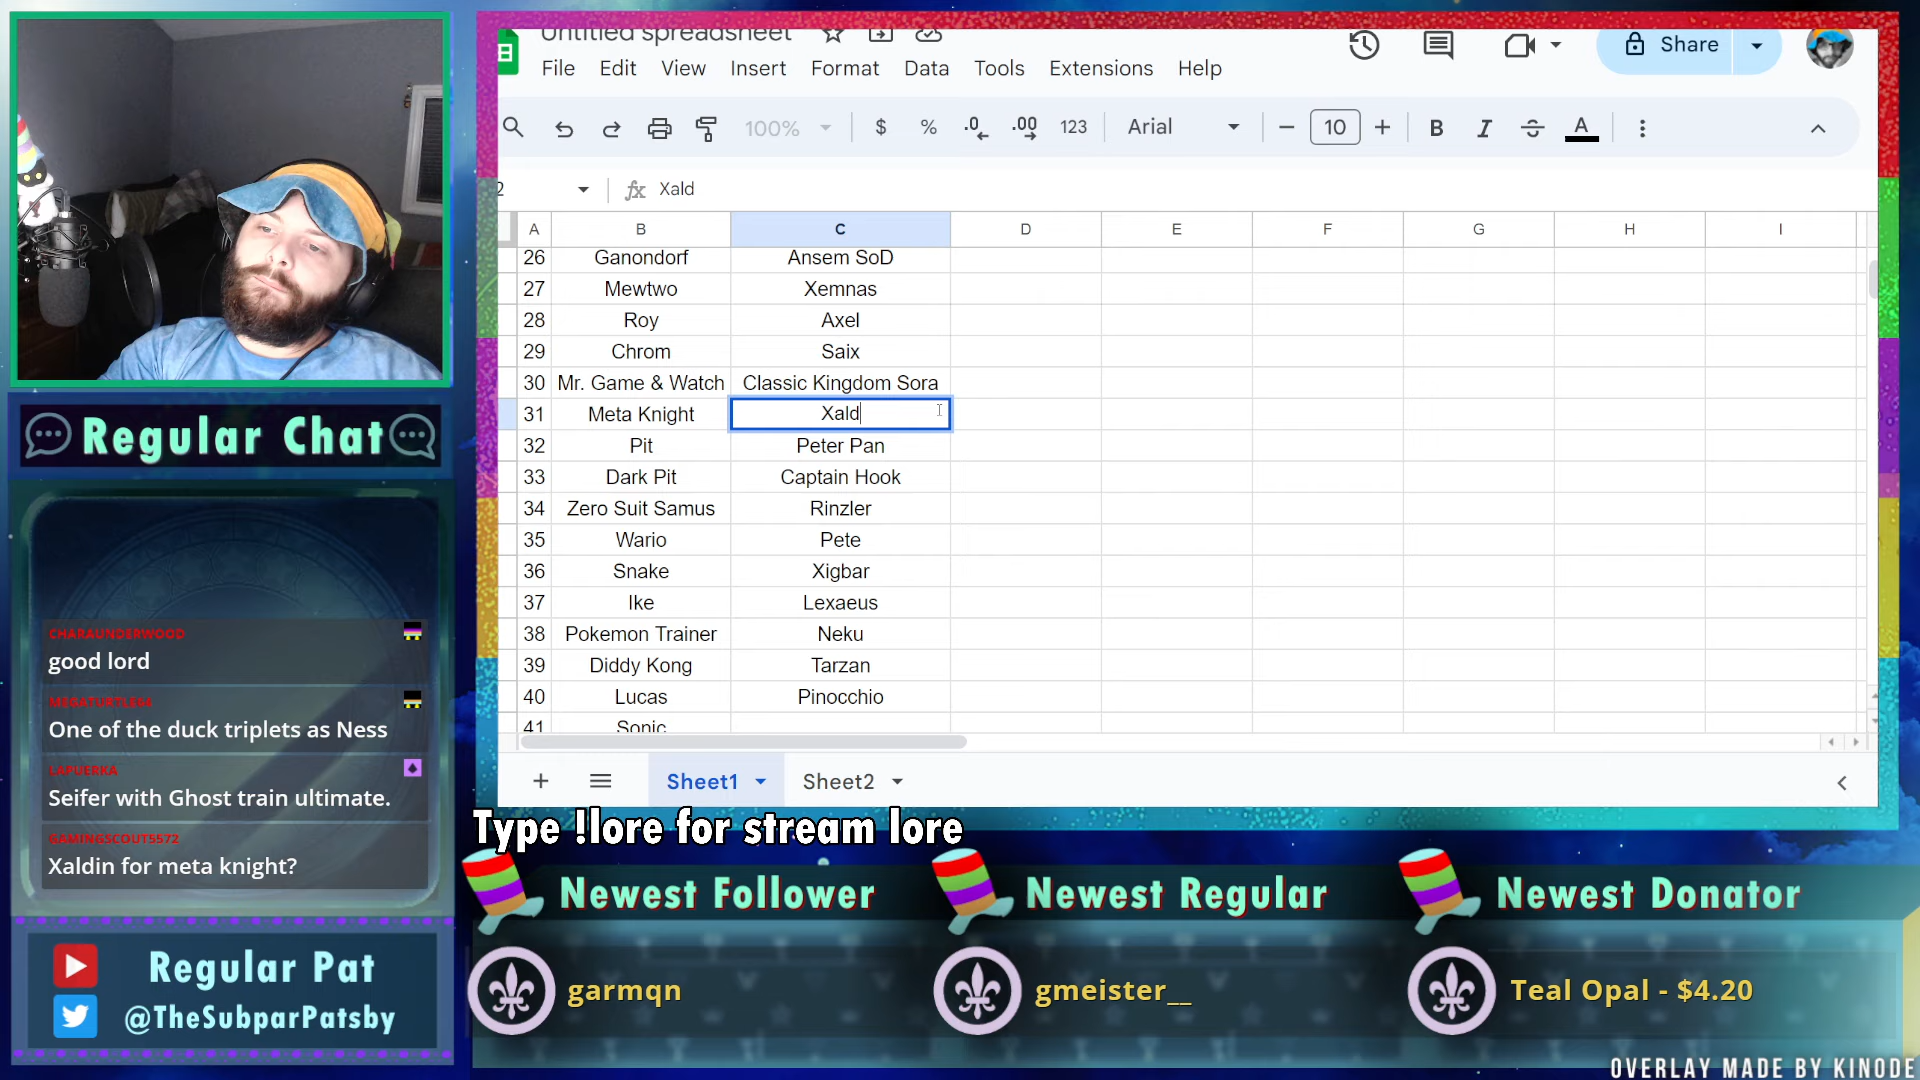 Untitled spreadsheet
File Edit View Insert Format Data Tools Extensions Help
Share
100% $ % .0 .00 123 Arial 10 B I A
2 fx Xald
A B C D E F G H I
26 Ganondorf Ansem SoD
27 Mewtwo Xemnas
28 Roy Axel
29 Chrom Saix
30 Mr. Game & Watch Classic Kingdom Sora
31 Meta Knight Xald
32 Pit Peter Pan
33 Dark Pit Captain Hook
34 Zero Suit Samus Rinzler
35 Wario Pete
36 Snake Xigbar
37 Ike Lexaeus
38 Pokemon Trainer Neku
39 Diddy Kong Tarzan
40 Lucas Pinocchio
41 Sonic
Sheet1 Sheet2
Regular Chat
CHARAUNDERWOOD
good lord
MEGATURTLE64
One of the duck triplets as Ness
LAPUERKA
Seifer with Ghost train ultimate.
GAMINGSCOUT5572
Xaldin for meta knight?
Regular Pat
@TheSubparPatsby
Type !lore for stream lore
Newest Follower
garmqn
Newest Regular
gmeister__
Newest Donator
Teal Opal - $4.20
OVERLAY MADE BY KINODE